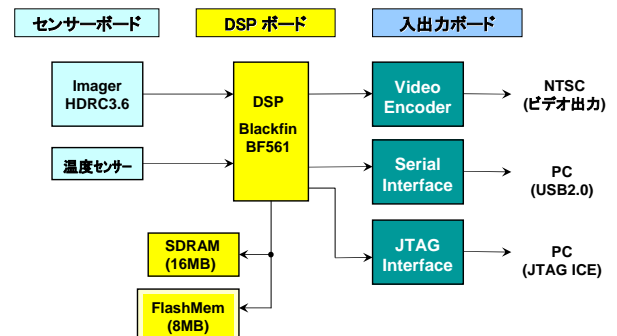 センサーボード
DSP ボード
入出力ボード
Imager
HDRC3.6
DSP
Blackfin
BF561
Video
Encoder
NTSC
(ビデオ出力)
温度センサー
Serial
Interface
PC
(USB2.0)
SDRAM
(16MB)
JTAG
Interface
PC
(JTAG ICE)
FlashMem
(8MB)